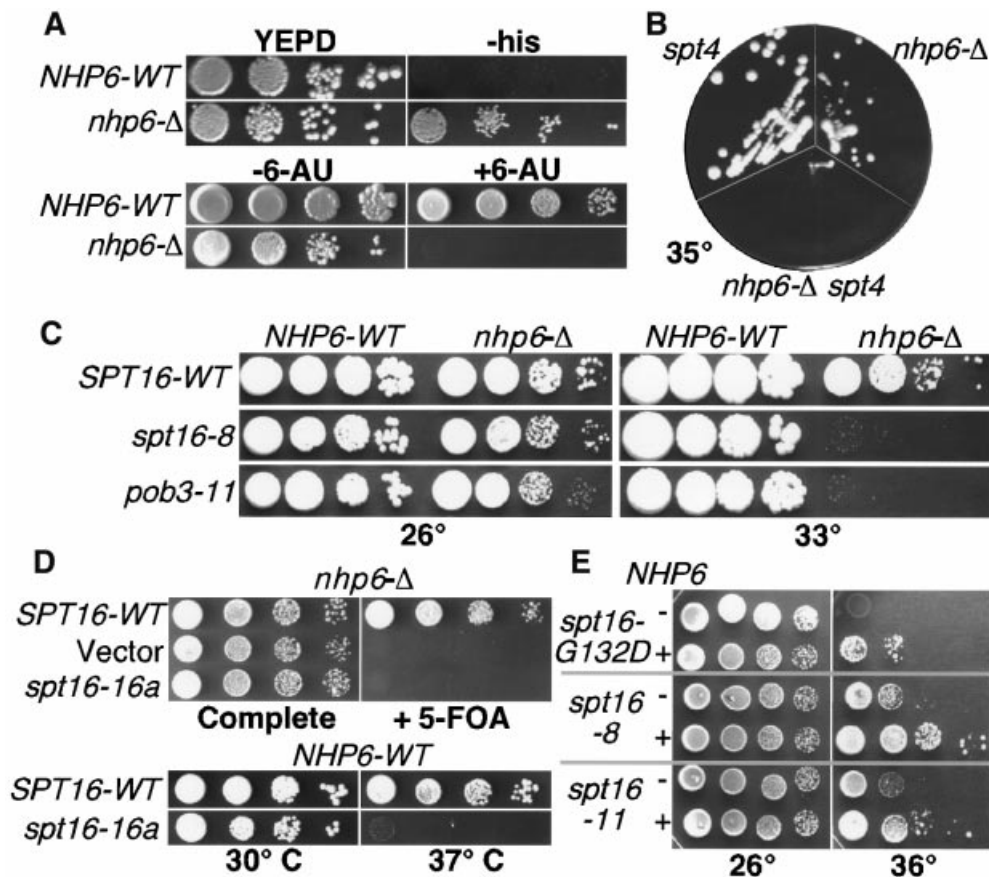 A
YEPD -his
NHP6-WT
nhp6-Δ
-6-AU +6-AU
NHP6-WT
nhp6-Δ
B
spt4
nhp6-Δ
35°
nhp6-Δ spt4
C
NHP6-WT nhp6-Δ NHP6-WT nhp6-Δ
SPT16-WT
spt16-8
pob3-11
26° 33°
D
nhp6-Δ
SPT16-WT
Vector
spt16-16a
Complete + 5-FOA
NHP6-WT
SPT16-WT
spt16-16a
30° C 37° C
E
NHP6
spt16- -
G132D +
spt16 -
-8 +
spt16 -
-11 +
26° 36°